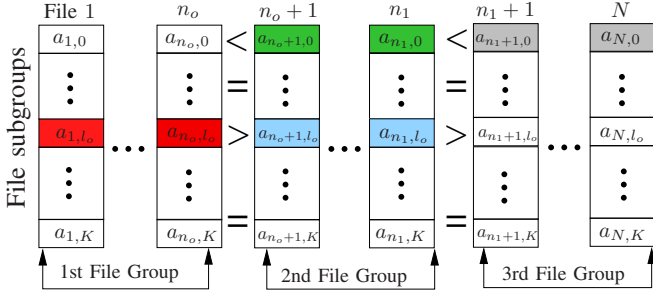 File 1 n_o n_o + 1 n_1 n_1 + 1 N
a_{1,0} a_{n_o,0} < a_{n_o+1,0} a_{n_1,0} < a_{n_1+1,0} a_{N,0}
= =
File subgroups
a_{1,l_o} a_{n_o,l_o} > a_{n_o+1,l_o} a_{n_1,l_o} > a_{n_1+1,l_o} a_{N,l_o}
a_{1,K} a_{n_o,K} = a_{n_o+1,K} a_{n_1,K} = a_{n_1+1,K} a_{N,K}
1st File Group 2nd File Group 3rd File Group